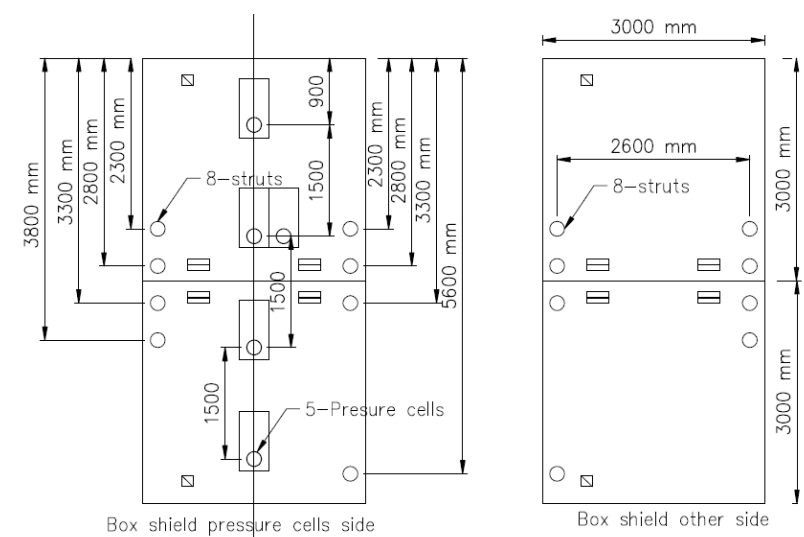 3800 mm
3300 mm
2800 mm
2300 mm
8-struts
900
1500
1500
1500
2300 mm
2800 mm
3300 mm
5600 mm
5-Presure cells
Box shield pressure cells side
3000 mm
2600 mm
8-struts
3000 mm
3000 mm
Box shield other side